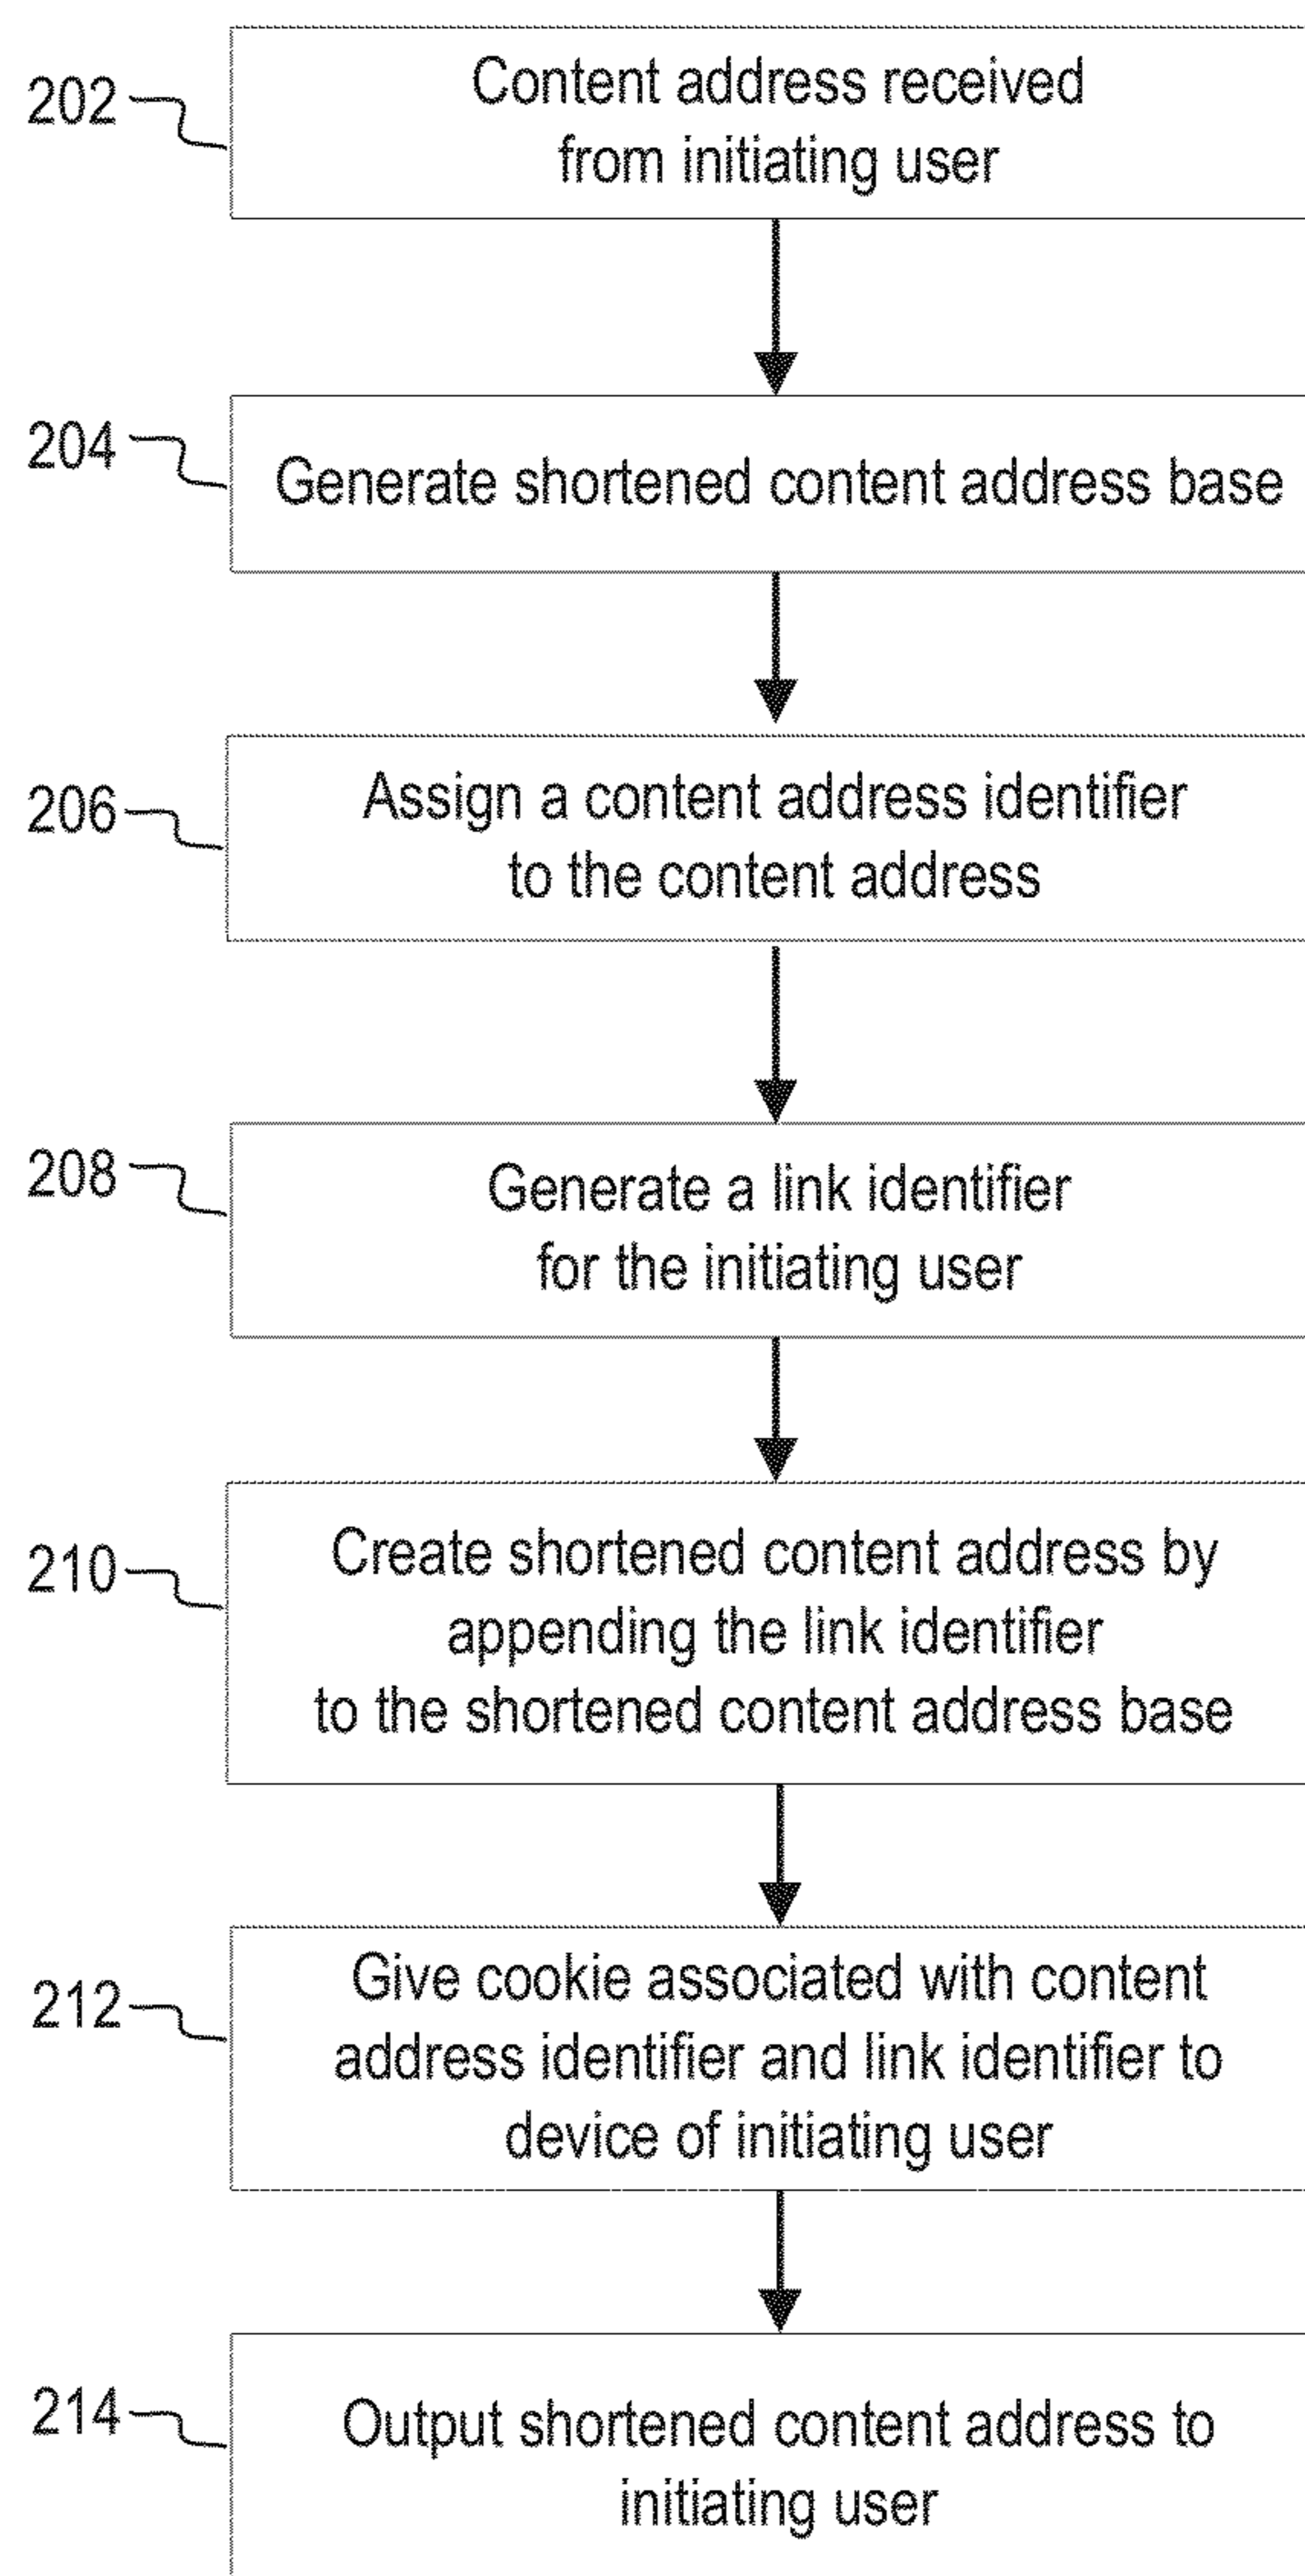 202
Content address received
from initiating user
204
Generate shortened content address base
206
Assign a content address identifier
to the content address
208
Generate a link identifier
for the initiating user
210
Create shortened content address by
appending the link identifier
to the shortened content address base
212
Give cookie associated with content
address identifier and link identifier to
device of initiating user
214
Output shortened content address to
initiating user